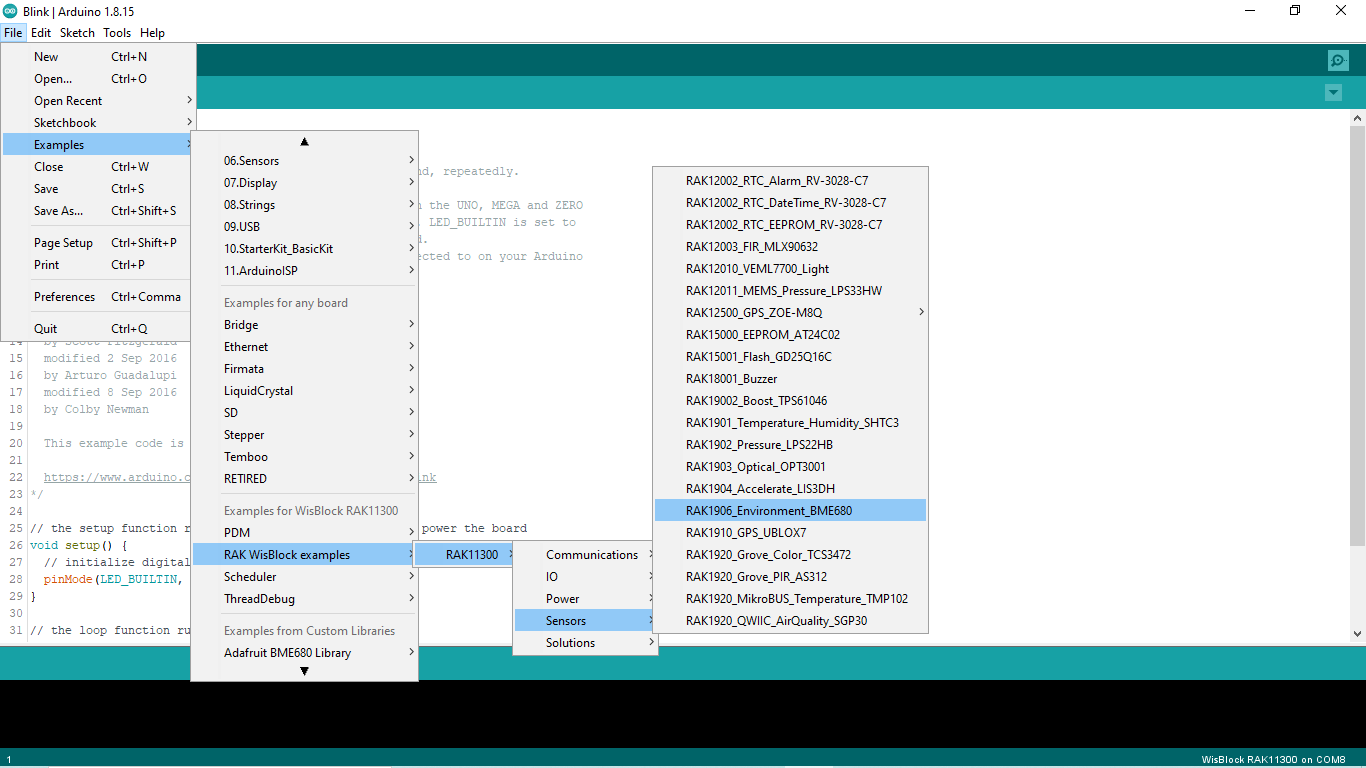 Blink | Arduino 1.8.15
File Edit Sketch Tools Help
New Ctrl+N
Open... Ctrl+O
Open Recent
Sketchbook
Examples
Close Ctrl+W
Save Ctrl+S
Save As... Ctrl+Shift+S
Page Setup Ctrl+Shift+P
Print Ctrl+P
Preferences Ctrl+Comma
Quit Ctrl+Q
06.Sensors
07.Display
08.Strings
09.USB
10.StarterKit_BasicKit
11.ArduinoISP
Examples for any board
Bridge
Ethernet
Firmata
LiquidCrystal
SD
Stepper
Temboo
RETIRED
Examples for WisBlock RAK11300
PDM
RAK WisBlock examples
Scheduler
ThreadDebug
Examples from Custom Libraries
Adafruit BME680 Library
RAK11300
Communications
IO
Power
Sensors
Solutions
RAK12002_RTC_Alarm_RV-3028-C7
RAK12002_RTC_DateTime_RV-3028-C7
RAK12002_RTC_EEPROM_RV-3028-C7
RAK12003_FIR_MLX90632
RAK12010_VEML7700_Light
RAK12011_MEMS_Pressure_LPS33HW
RAK12500_GPS_ZOE-M8Q
RAK15000_EEPROM_AT24C02
RAK15001_Flash_GD25Q16C
RAK18001_Buzzer
RAK19002_Boost_TPS61046
RAK1901_Temperature_Humidity_SHTC3
RAK1902_Pressure_LPS22HB
RAK1903_Optical_OPT3001
RAK1904_Accelerate_LIS3DH
RAK1906_Environment_BME680
RAK1910_GPS_UBLOX7
RAK1920_Grove_Color_TCS3472
RAK1920_Grove_PIR_AS312
RAK1920_MikroBUS_Temperature_TMP102
RAK1920_QWIIC_AirQuality_SGP30
nd, repeatedly.
the UNO, MEGA and ZERO
LED_BUILTIN is set to
ected to on your Arduino
14 by Scott Fitzgerald
15 modified 2 Sep 2016
16 by Arturo Guadalupi
17 modified 8 Sep 2016
18 by Colby Newman
19
20 This example code is
21
22 https://www.arduino.c nk
23 */
24
25 // the setup function r power the board
26 void setup() {
27 // initialize digital
28 pinMode(LED_BUILTIN,
29 }
30
31 // the loop function ru
1 WisBlock RAK11300 on COM8